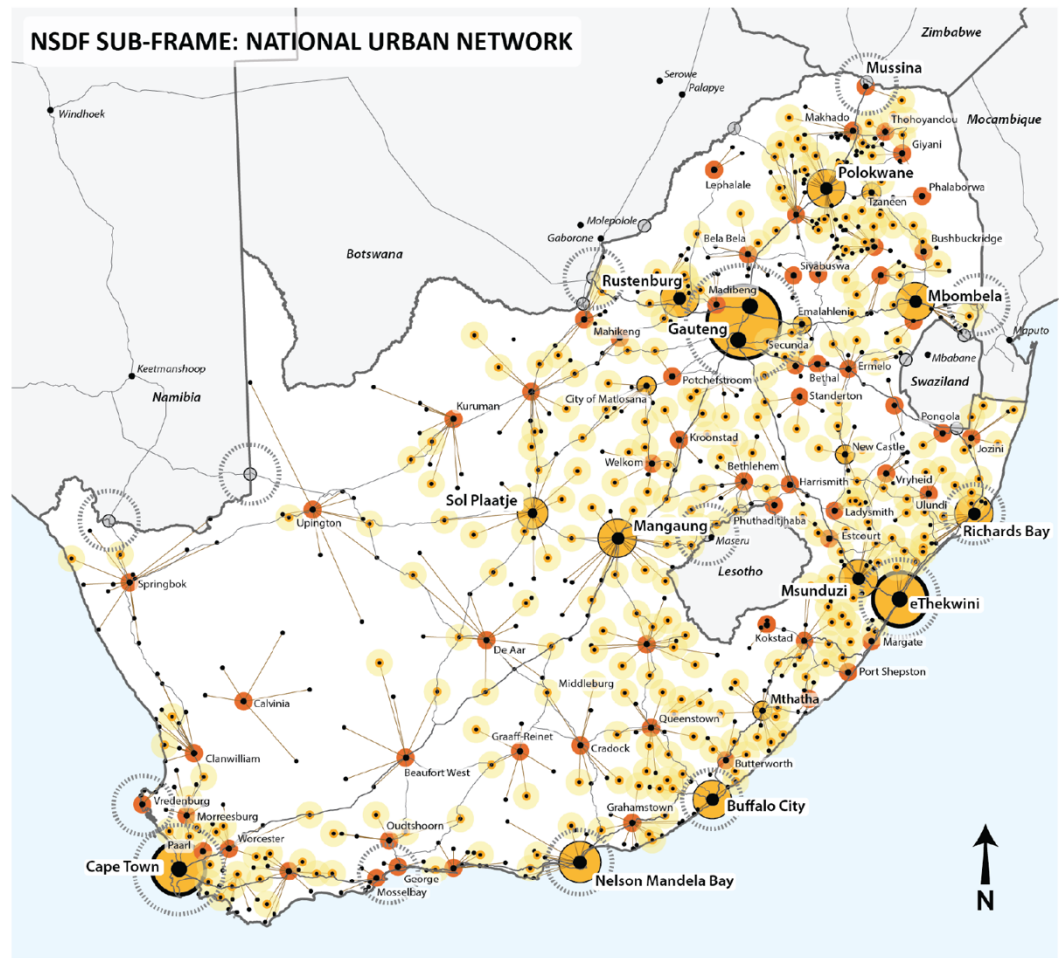 NSDF SUB-FRAME: NATIONAL URBAN NETWORK
Zimbabwe
Mussina
Serowe
Palapye
Windhoek
Makhado
Thohoyandou
Mocambique
Giyani
Polokwane
Lephalale
Tzaneen
Phalaborwa
Molepolole
Gaborone
Bela Bela
Bushbuckridge
Botswana
Siyabuswa
Rustenburg
Madibeng
Mbombela
Gauteng
Emalahleni
Mahikeng
Secunda
Maputo
Mbabane
Keetmanshoop
Bethal
Ermelo
Swaziland
Namibia
Potchefstroom
City of Matlosana
Standerton
Kuruman
Pongola
Kroonstad
Jozini
New Castle
Welkom
Bethlehem
Vryheid
Harrismith
Sol Plaatje
Ulundi
Upington
Phuthaditjhaba
Ladysmith
Mangaung
Richards Bay
Estcourt
Maseru
Lesotho
Springbok
Msunduzi
eThekwini
Kokstad
Margate
De Aar
Port Shepston
Middleburg
Calvinia
Mthatha
Queenstown
Graaff-Reinet
Cradock
Clanwilliam
Beaufort West
Butterworth
Vredenburg
Buffalo City
Morreesburg
Grahamstown
Oudtshoorn
Worcester
Paarl
Cape Town
George
Mosselbay
Nelson Mandela Bay
N